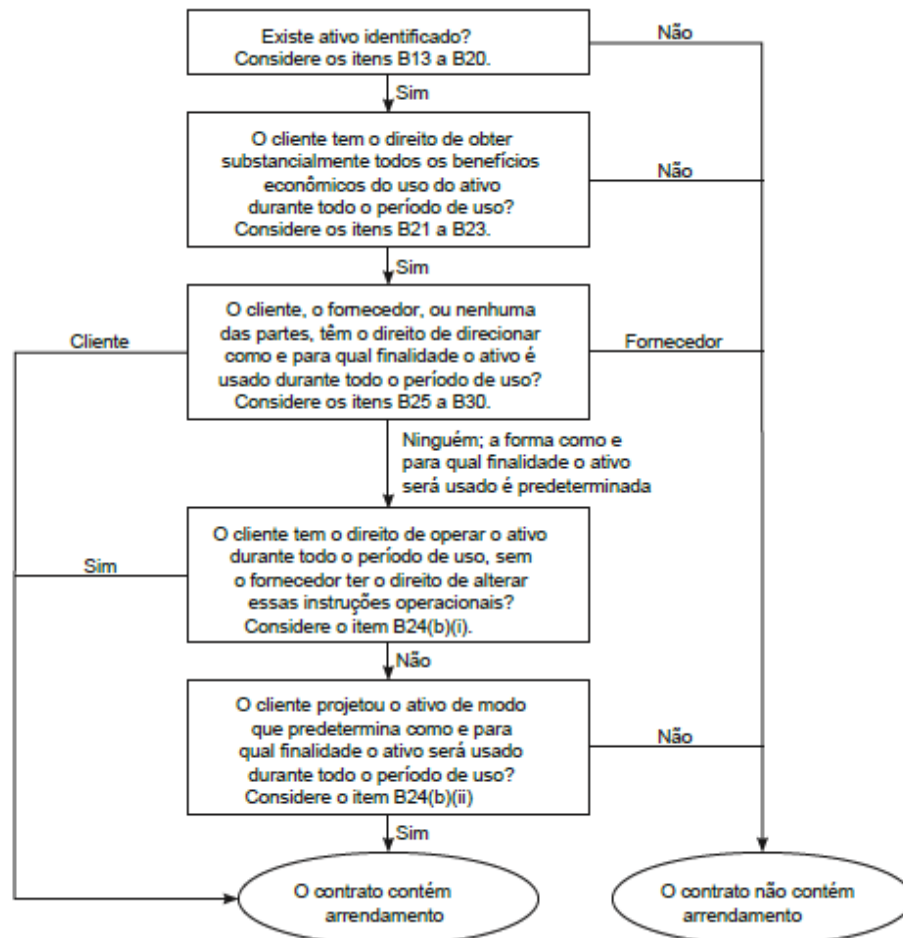 Existe ativo identificado?
Considere os itens B13 a B20.
Não
Sim
O cliente tem o direito de obter
substancialmente todos os benefícios
econômicos do uso do ativo
durante todo o período de uso?
Considere os itens B21 a B23.
Não
Sim
O cliente, o fornecedor, ou nenhuma
das partes, têm o direito de direcionar
como e para qual finalidade o ativo é
usado durante todo o período de uso?
Considere os itens B25 a B30.
Cliente
Fornecedor
Ninguém; a forma como e
para qual finalidade o ativo
será usado é predeterminada
O cliente tem o direito de operar o ativo
durante todo o período de uso, sem
o fornecedor ter o direito de alterar
essas instruções operacionais?
Considere o item B24(b)(i).
Sim
Não
O cliente projetou o ativo de modo
que predetermina como e para
qual finalidade o ativo será usado
durante todo o período de uso?
Considere o item B24(b)(ii)
Não
Sim
O contrato contém
arrendamento
O contrato não contém
arrendamento